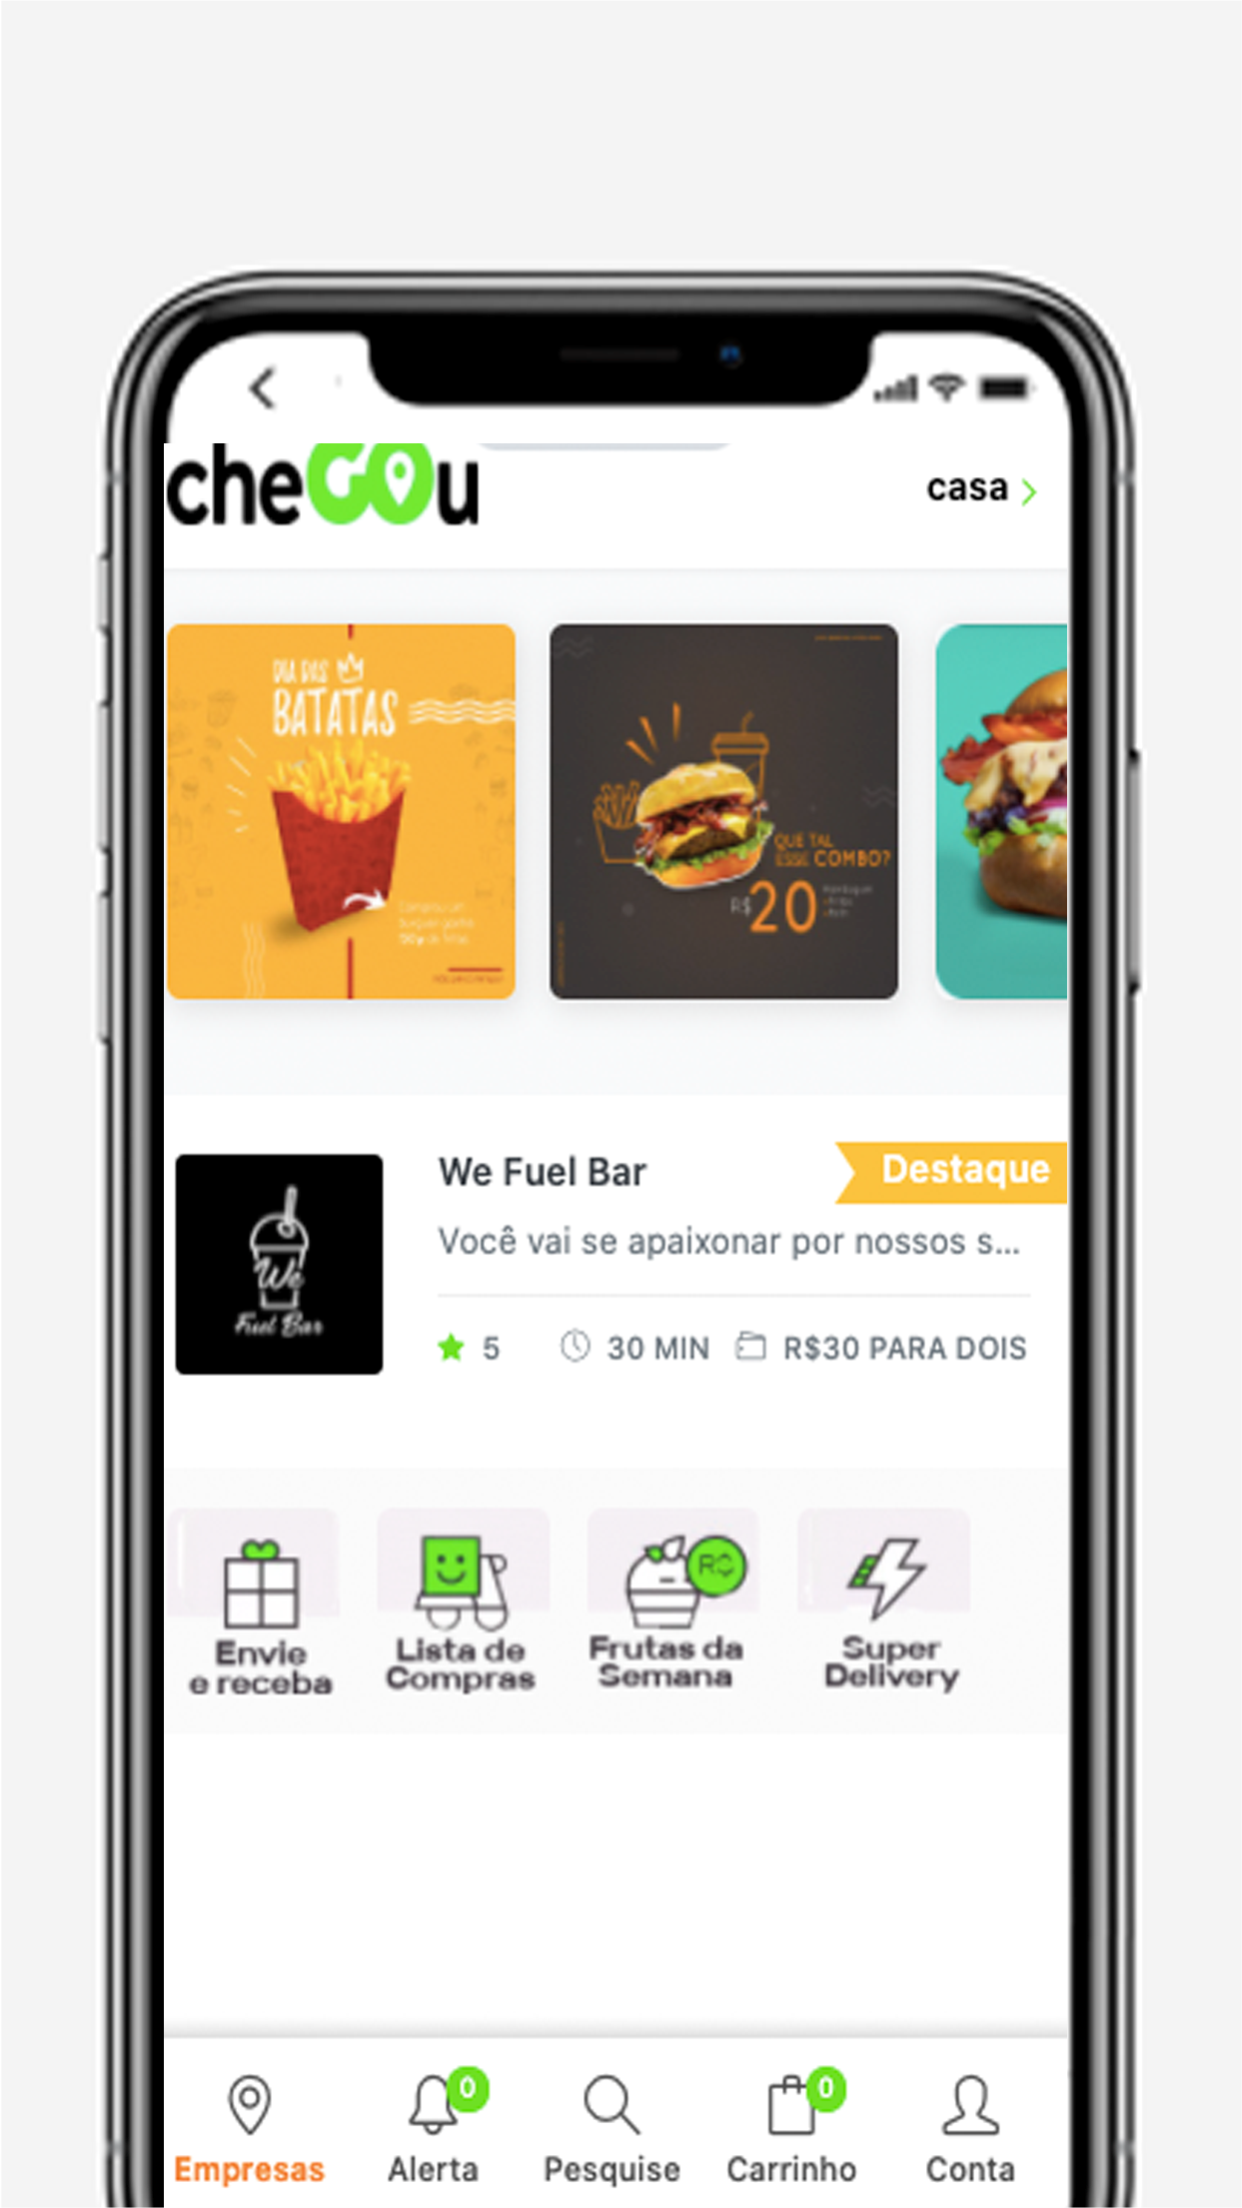 cheGOu
casa
DIA DAS
BATATAS
QUE TAL
ESSE COMBO?
R$20
We Fuel Bar
Destaque
Você vai se apaixonar por nossos s...
We
Fuel Bar
5
30 MIN
R$30 PARA DOIS
R$
Envie
e receba
Lista de
Compras
Frutas da
Semana
Super
Delivery
0
0
Empresas
Alerta
Pesquise
Carrinho
Conta